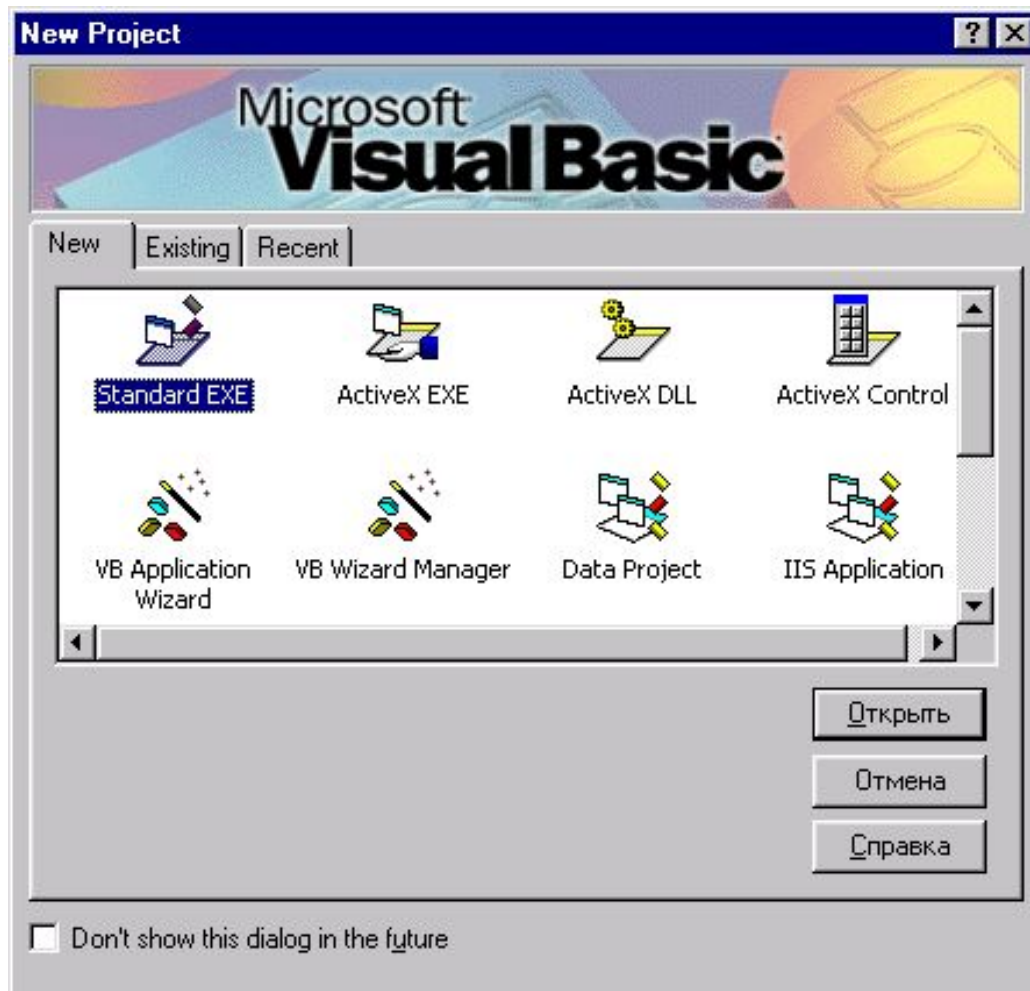 New Project
Microsoft
Visual Basic
New Existing Recent
Standard EXE ActiveX EXE ActiveX DLL ActiveX Control
VB Application Wizard VB Wizard Manager Data Project IIS Application
Открыть
Отмена
Справка
Don't show this dialog in the future